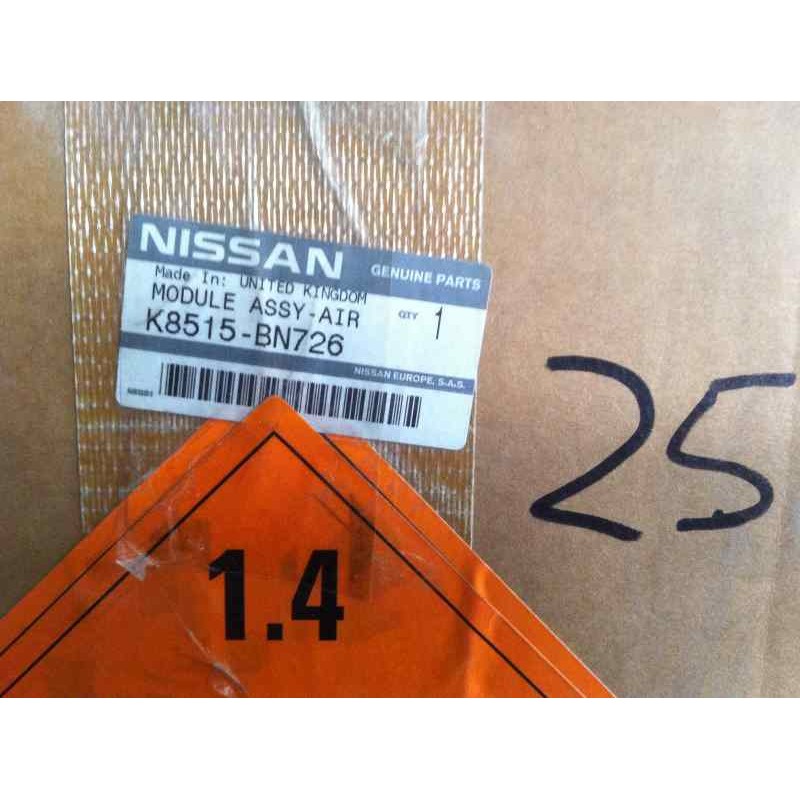 NISSAN GENUINE PARTS
Made In: UNITED KINGDOM
MODULE ASSY-AIR QTY 1
K8515-BN726
NISSAN EUROPE, S.A.S.
25
1.4